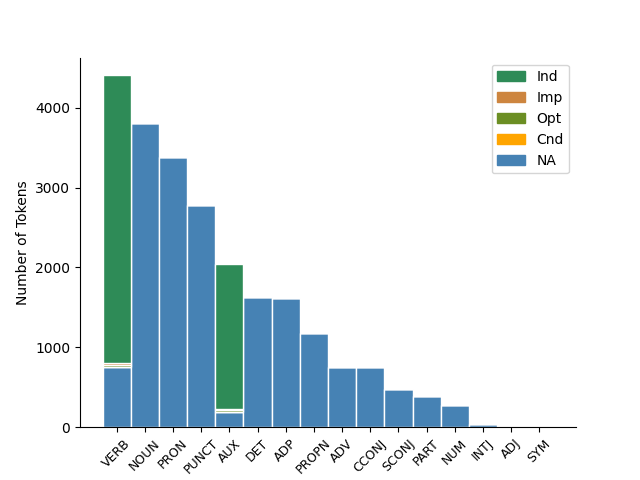 Ind
Imp
Opt
Cnd
NA
Number of Tokens
4000
3000
2000
1000
0
VERB
NOUN
PRON
PUNCT
AUX
DET
ADP
PROPN
ADV
CCONJ
SCONJ
PART
NUM
INTJ
ADJ
SYM